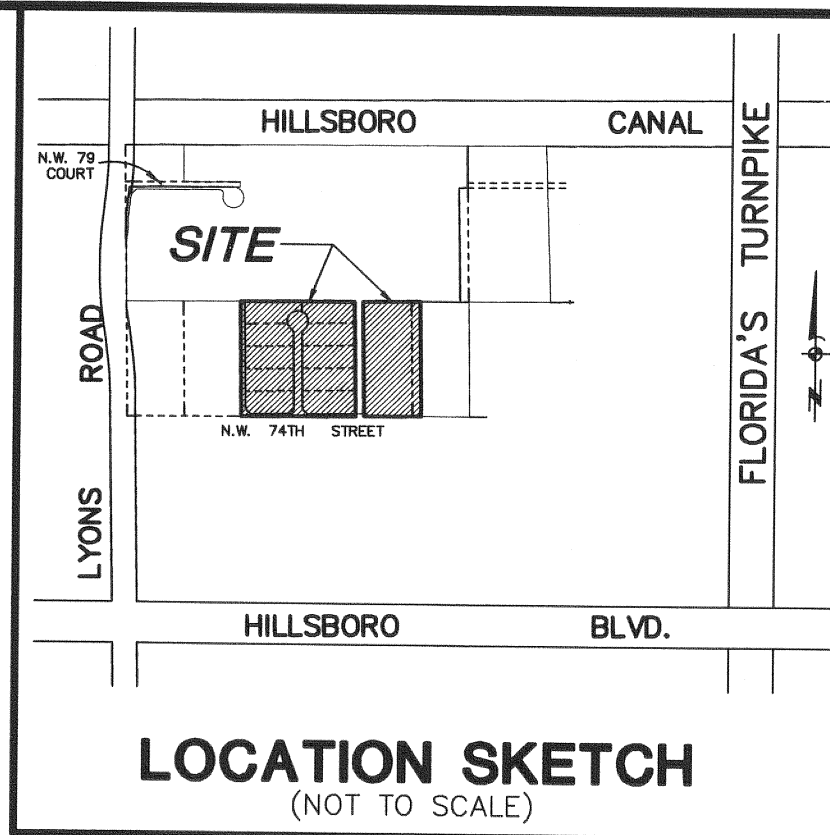 HILLSBORO CANAL
N.W. 79
COURT
SITE
LYONS ROAD
FLORIDA'S TURNPIKE
N
N.W. 74TH STREET
HILLSBORO BLVD.
LOCATION SKETCH
(NOT TO SCALE)